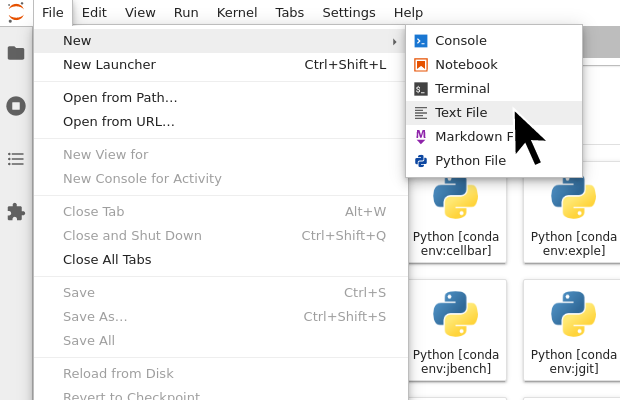 File Edit View Run Kernel Tabs Settings Help
New
New Launcher Ctrl+Shift+L
Open from Path…
Open from URL…
New View for
New Console for Activity
Close Tab Alt+W
Close and Shut Down Ctrl+Shift+Q
Close All Tabs
Save Ctrl+S
Save As… Ctrl+Shift+S
Save All
Reload from Disk
Revert to Checkpoint
Console
Notebook
Terminal
Text File
Markdown F
Python File
Python [conda
env:cellbar]
Python [conda
env:exple]
Python [conda
env:jbench]
Python [conda
env:jgit]